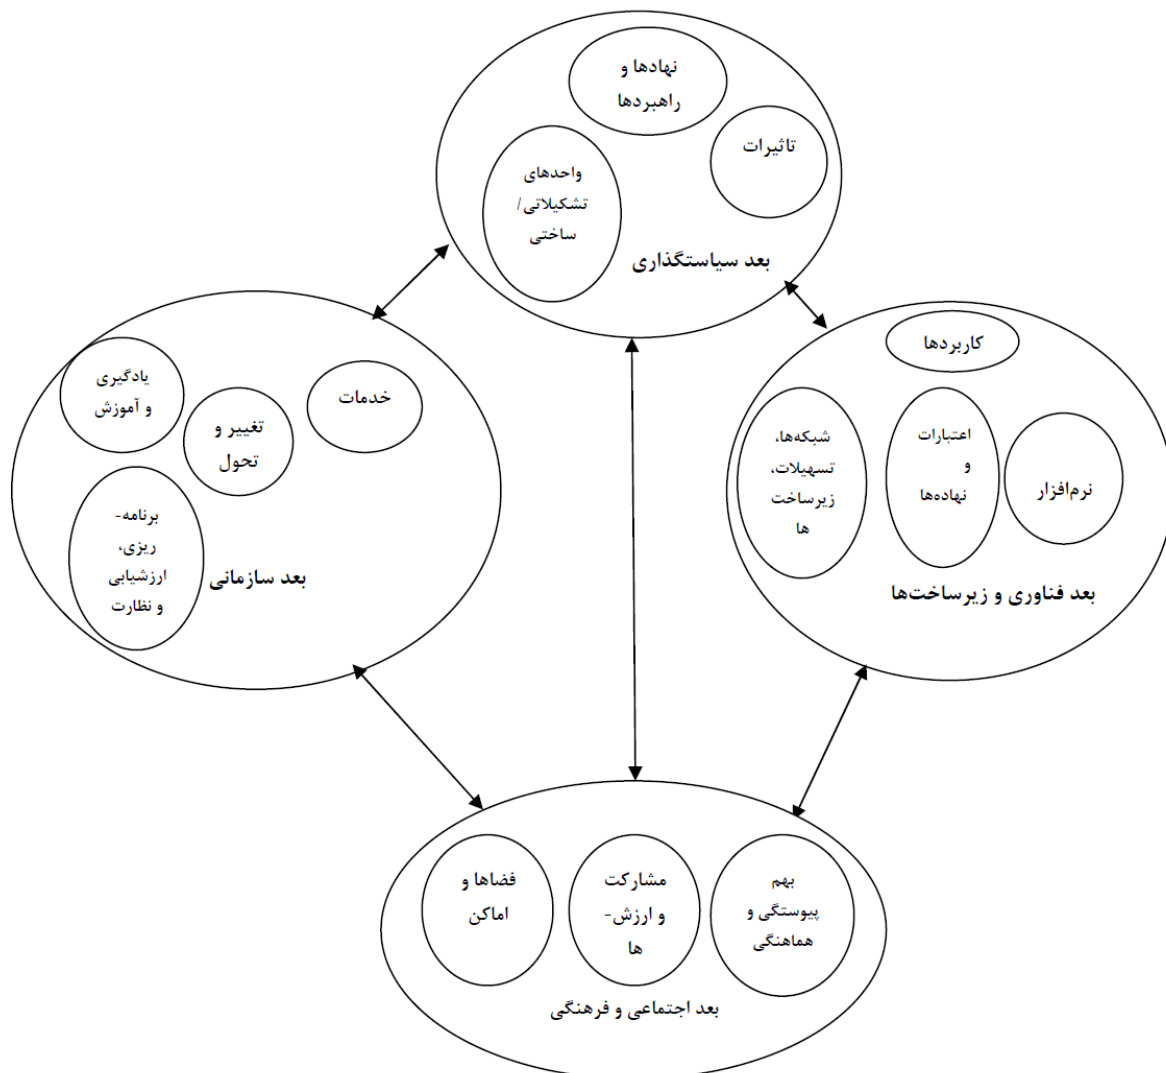 نهادها و
راهبردها
تاثیرات
واحدهای
تشکیلاتی/
ساختی
بعد سیاستگذاری
یادگیری
و آموزش
تغییر و
تحول
خدمات
برنامه-
ریزی،
ارزشیابی
و نظارت
بعد سازمانی
کاربردها
شبکه‌ها،
تسهیلات،
زیرساخت
ها
اعتبارات
و
نهاده‌ها
نرم‌افزار
بعد فناوری و زیرساخت‌ها
بهم
پیوستگی و
هماهنگی
مشارکت
و ارزش-
ها
فضاها و
اماکن
بعد اجتماعی و فرهنگی